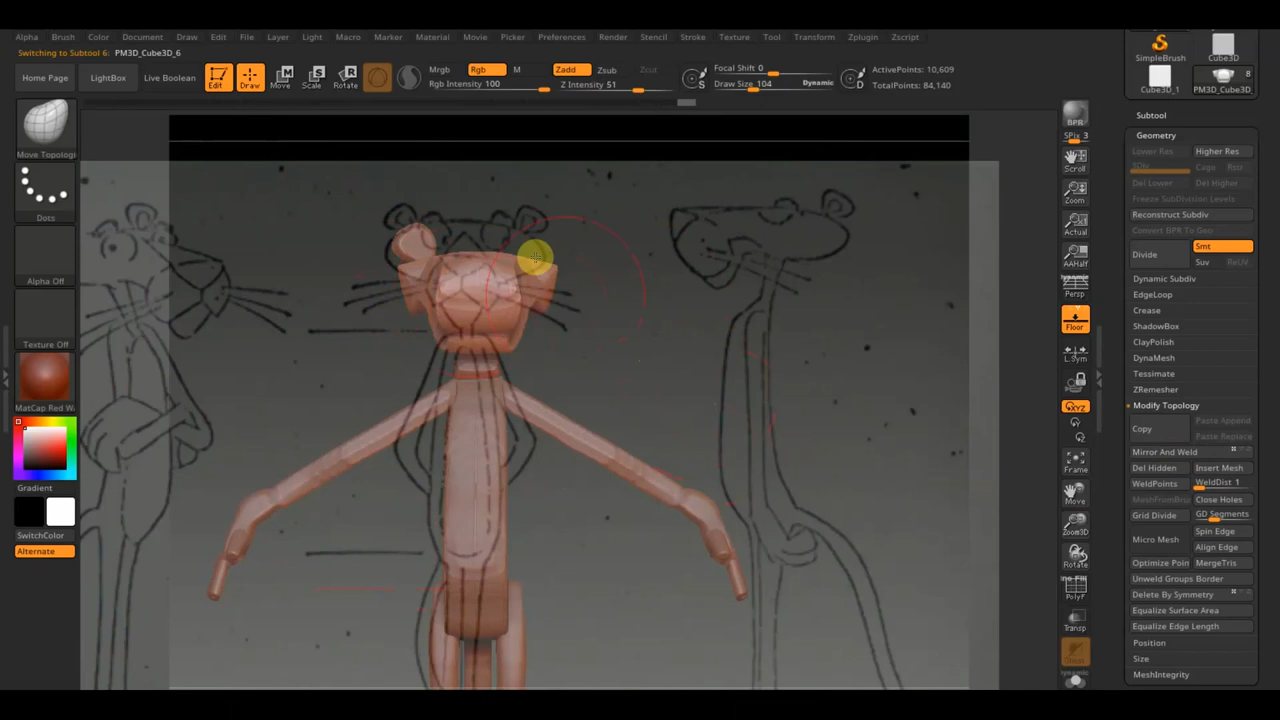 Alpha Brush Color Document Draw Edit File Layer Light Macro Marker Material Movie Picker Preferences Render Stencil Stroke Texture Tool Transform Zplugin Zscript
Switching to Subtool 6: PM3D_Cube3D_6
Home Page LightBox Live Boolean Edit Draw Move Scale Rotate
Mrgb Rgb M Zadd Zsub Zcut
Rgb Intensity 100 Z Intensity 51
Focal Shift 0
Draw Size 104 Dynamic
ActivePoints: 10,609
TotalPoints: 84,140
SimpleBrush Cube3D
Cube3D_1 PM3D_Cube3D_
8
Move Topologi
Dots
Alpha Off
Texture Off
MatCap Red Wa
Gradient
SwitchColor
Alternate
BPR
SPix 3
Scroll
Zoom
Actual
AAHalf
Dynamic
Persp
Floor
L.Sym
XYZ
Frame
Move
Zoom3D
Rotate
PolyF
Transp
Dynamic
Subtool
Geometry
Lower Res Higher Res
SDiv Cage Rstr
Del Lower Del Higher
Freeze SubDivision Levels
Reconstruct Subdiv
Convert BPR To Geo
Divide Smt
Suv ReUV
Dynamic Subdiv
EdgeLoop
Crease
ShadowBox
ClayPolish
DynaMesh
Tessimate
ZRemesher
Modify Topology
Copy Paste Append
Paste Replace
Mirror And Weld
Del Hidden Insert Mesh
WeldPoints WeldDist 1
MeshFromBru Close Holes
Grid Divide GD Segments
Micro Mesh Spin Edge
Align Edge
Optimize Poin MergeTris
Unweld Groups Border
Delete By Symmetry
Equalize Surface Area
Equalize Edge Length
Position
Size
MeshIntegrity